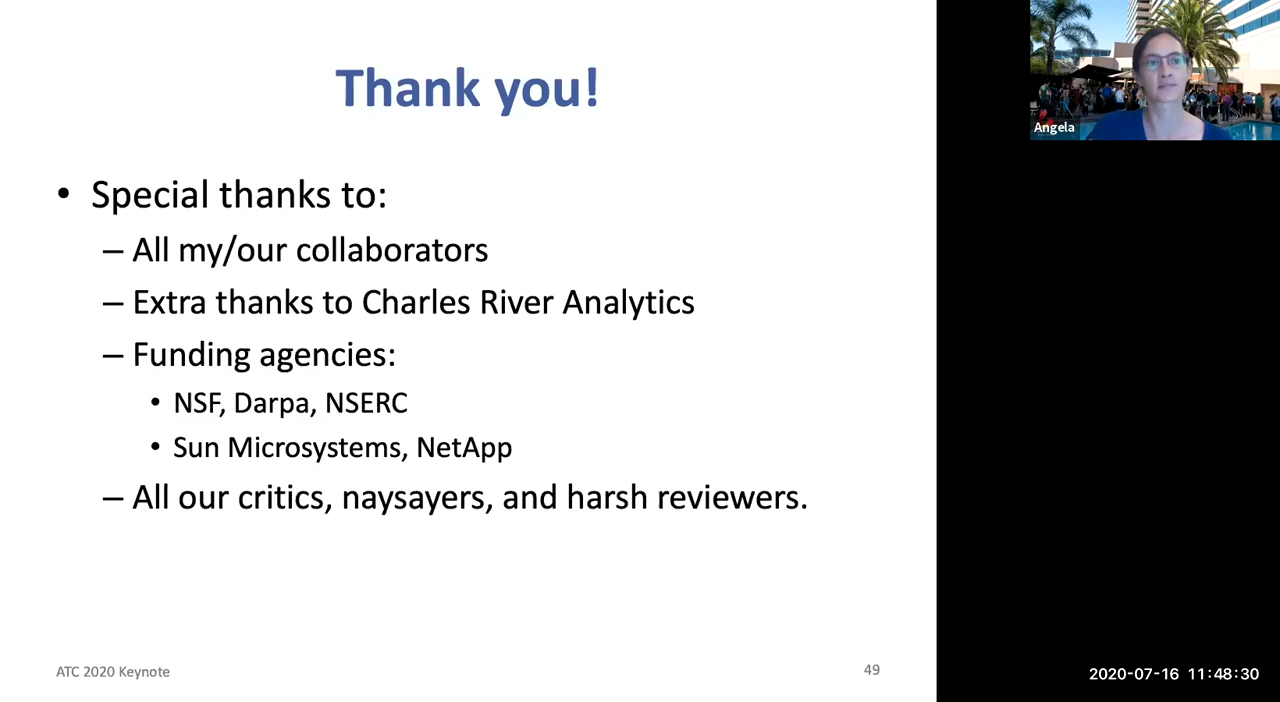 Thank you!
• Special thanks to:
– All my/our collaborators
– Extra thanks to Charles River Analytics
– Funding agencies:
• NSF, Darpa, NSERC
• Sun Microsystems, NetApp
– All our critics, naysayers, and harsh reviewers.
ATC 2020 Keynote
49
Angela
2020-07-16 11:48:30